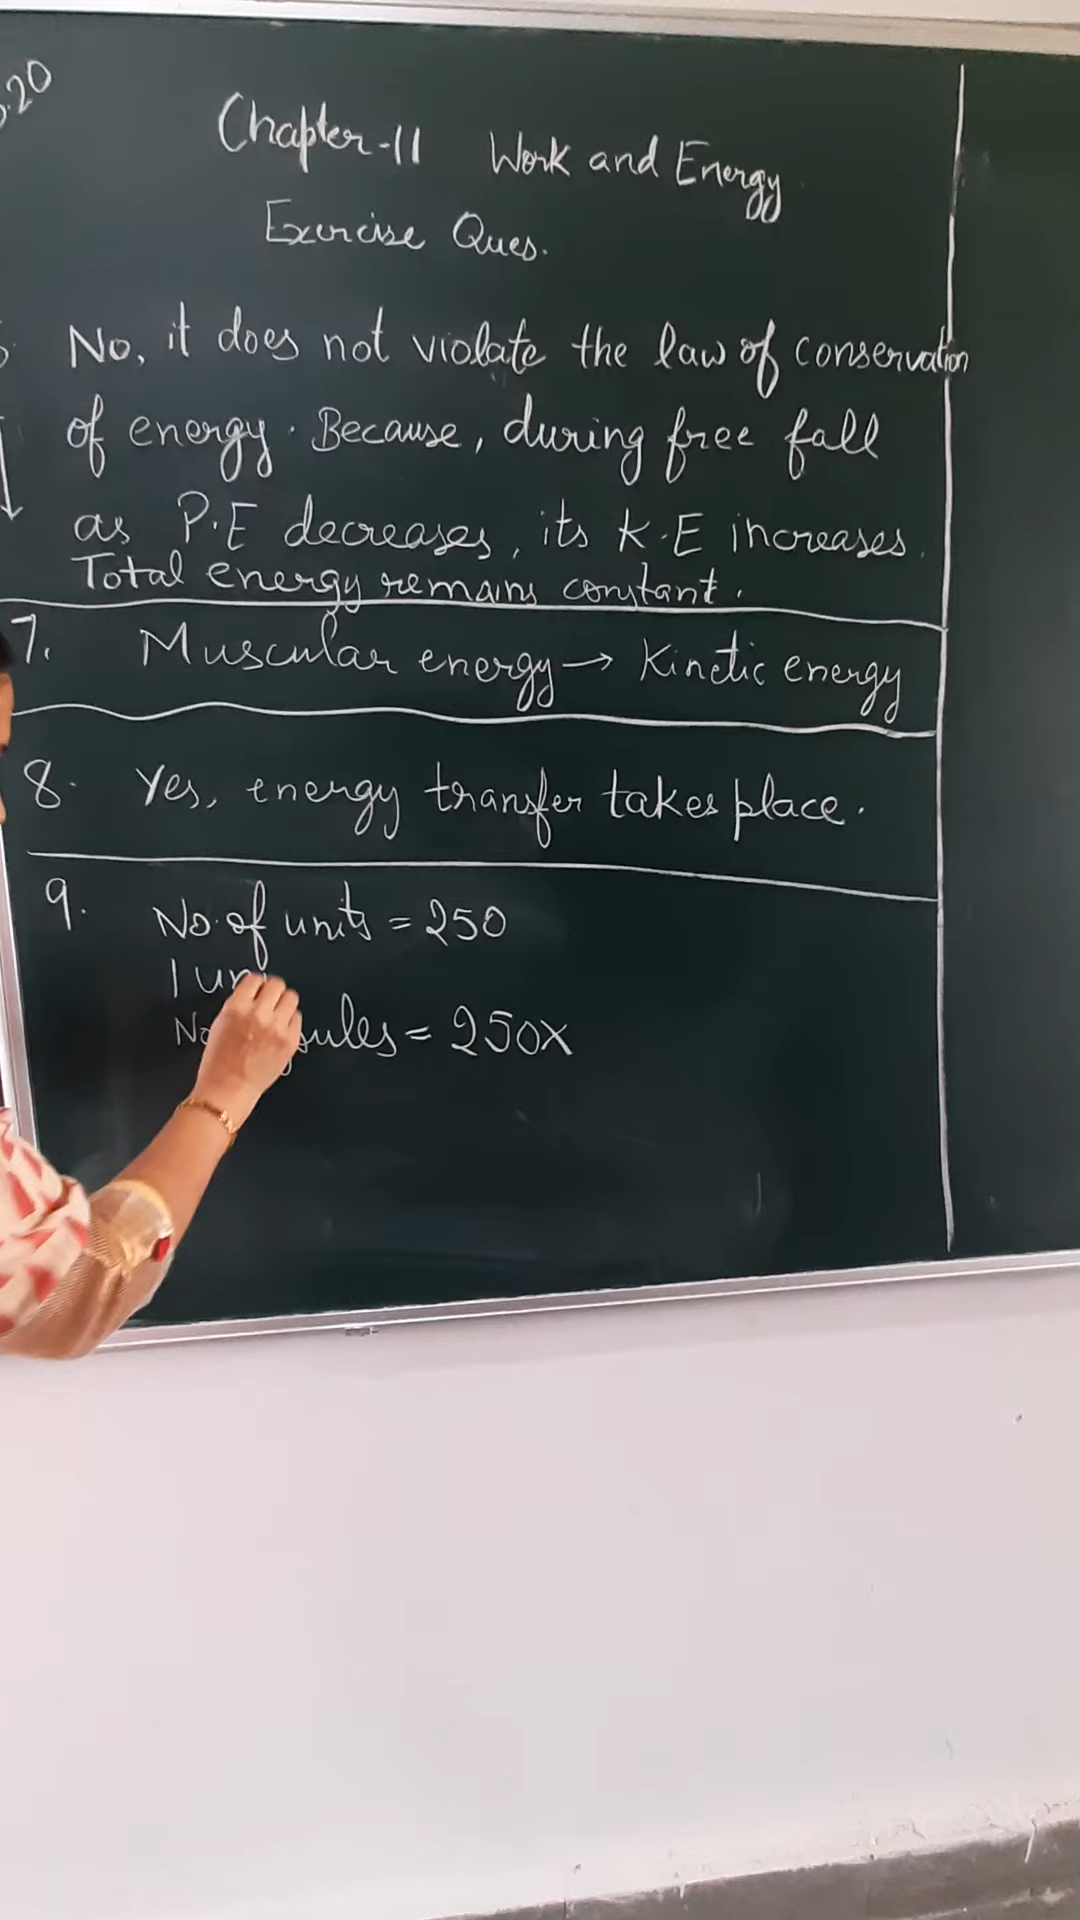 .20
Chapter-11 Work and Energy
Exercise Ques.
No, it does not violate the law of conservation
of energy. Because, during free fall
as P.E decreases, its K.E increases.
Total energy remains constant.
7. Muscular energy → Kinetic energy
8. Yes, energy transfer takes place.
9. No. of units = 250
1
= 250x